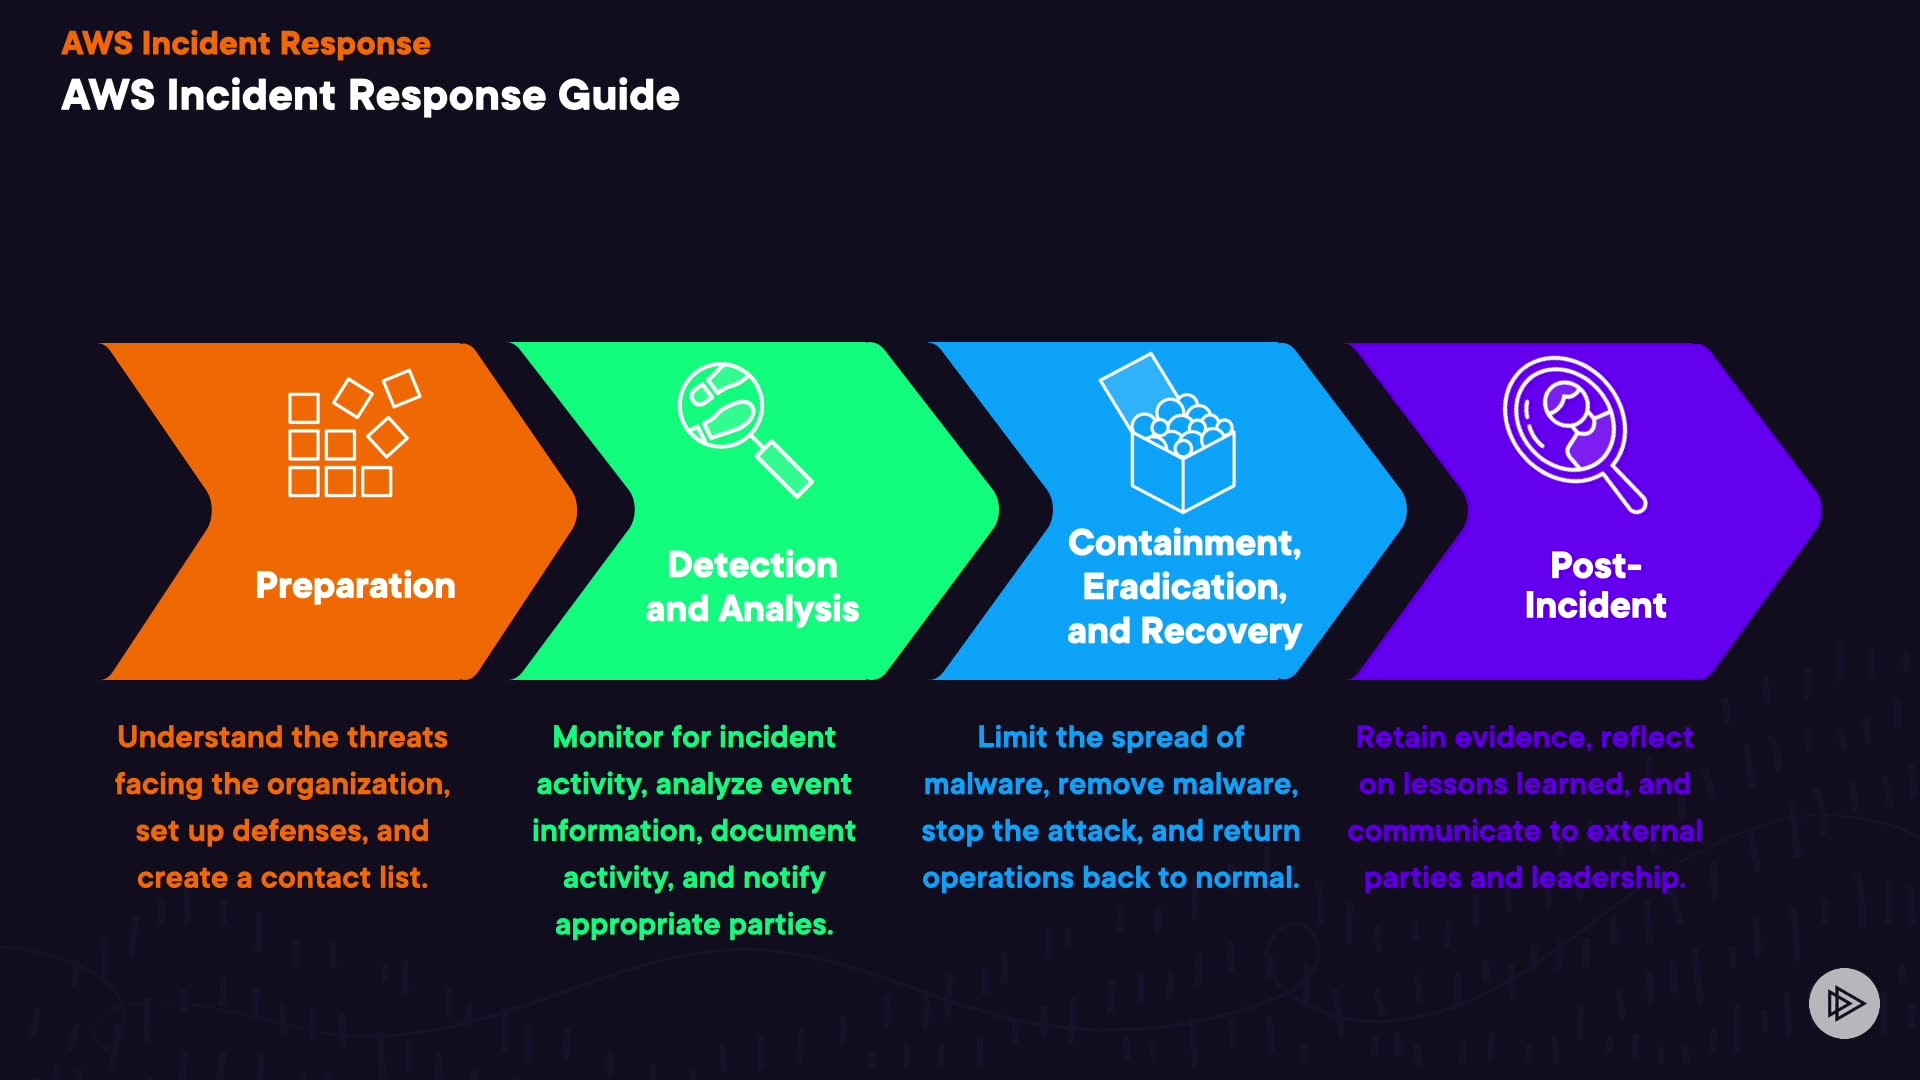 AWS Incident Response
AWS Incident Response Guide
Preparation
Detection
and Analysis
Containment,
Eradication,
and Recovery
Post-
Incident
Understand the threats
facing the organization,
set up defenses, and
create a contact list.
Monitor for incident
activity, analyze event
information, document
activity, and notify
appropriate parties.
Limit the spread of
malware, remove malware,
stop the attack, and return
operations back to normal.
Retain evidence, reflect
on lessons learned, and
communicate to external
parties and leadership.